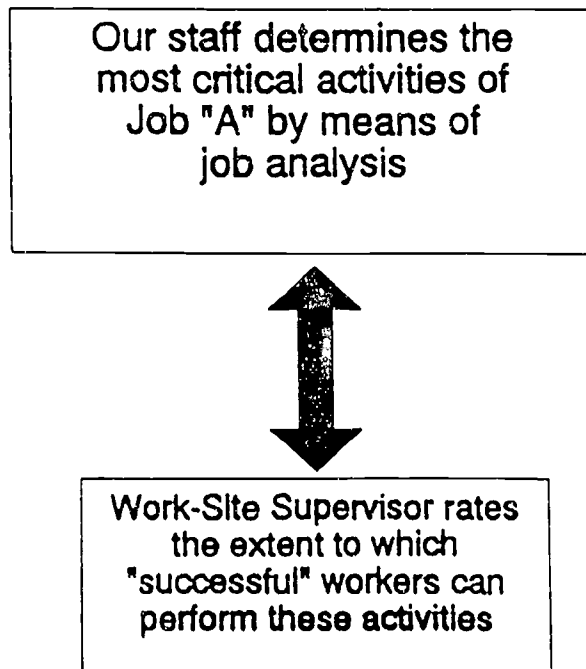 Our staff determines the
most critical activities of
Job "A" by means of
job analysis
Work-Site Supervisor rates
the extent to which
"successful" workers can
perform these activities